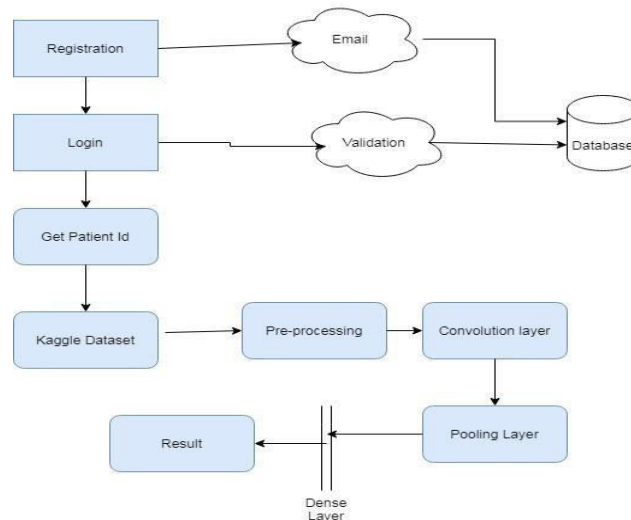 Registration
Email
Login
Validation
Database
Get Patient Id
Kaggle Dataset
Pre-processing
Convolution layer
Result
Pooling Layer
Dense
Layer